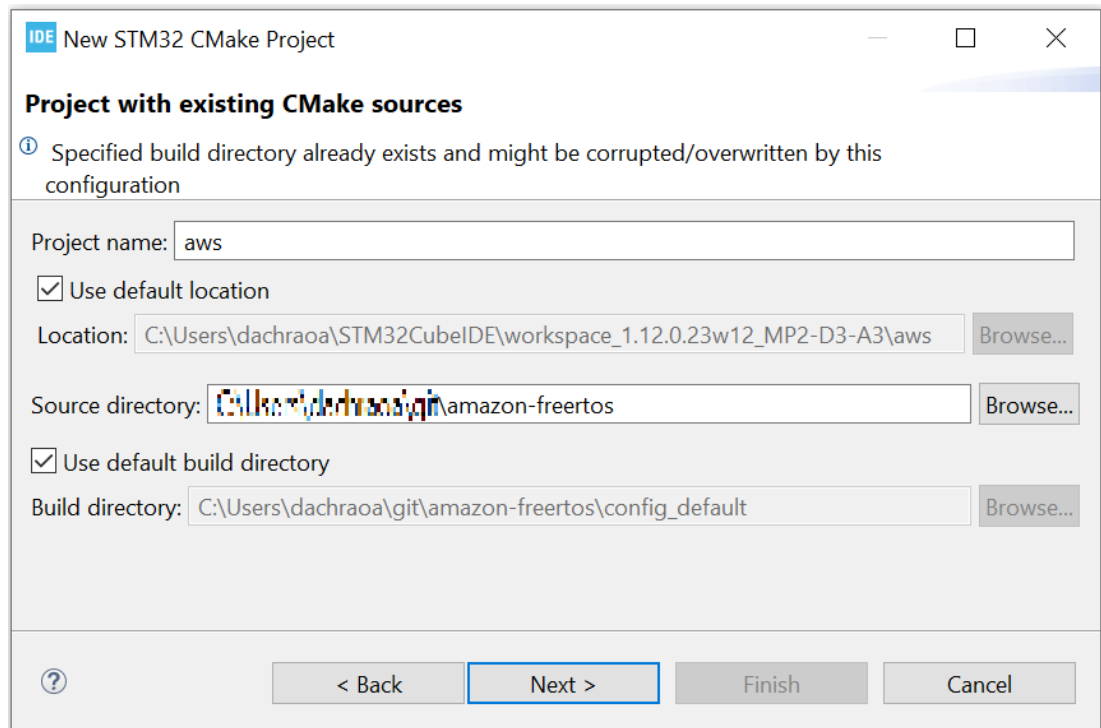 IDE New STM32 CMake Project
Project with existing CMake sources
Specified build directory already exists and might be corrupted/overwritten by this
configuration
Project name: aws
Use default location
Location: C:\Users\dachraoa\STM32CubeIDE\workspace_1.12.0.23w12_MP2-D3-A3\aws Browse...
Source directory: \amazon-freertos Browse...
Use default build directory
Build directory: C:\Users\dachraoa\git\amazon-freertos\config_default Browse...
? < Back Next > Finish Cancel